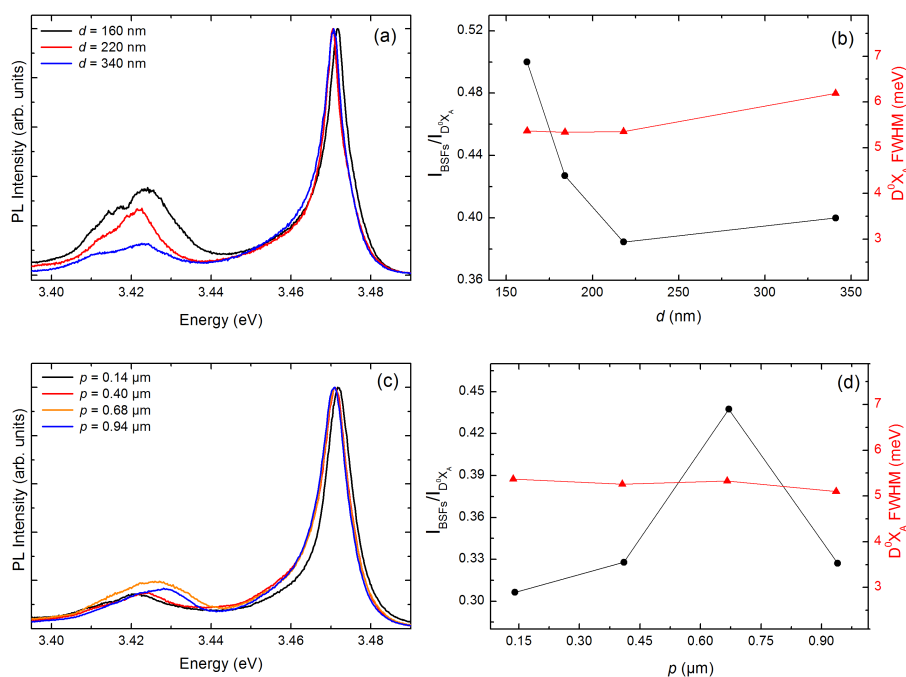 (a)
d = 160 nm
d = 220 nm
d = 340 nm
PL Intensity (arb. units)
3.40 3.42 3.44 3.46 3.48
Energy (eV)
(b)
0.52
0.48
0.44
0.40
0.36
I_BSFs/I_D⁰X_A
7
6
5
4
3
D⁰X_A FWHM (meV)
150 200 250 300 350
d (nm)
(c)
p = 0.14 µm
p = 0.40 µm
p = 0.68 µm
p = 0.94 µm
PL Intensity (arb. units)
3.40 3.42 3.44 3.46 3.48
Energy (eV)
(d)
0.45
0.42
0.39
0.36
0.33
0.30
I_BSFs/I_D⁰X_A
7
6
5
4
3
D⁰X_A FWHM (meV)
0.15 0.30 0.45 0.60 0.75 0.90
p (µm)